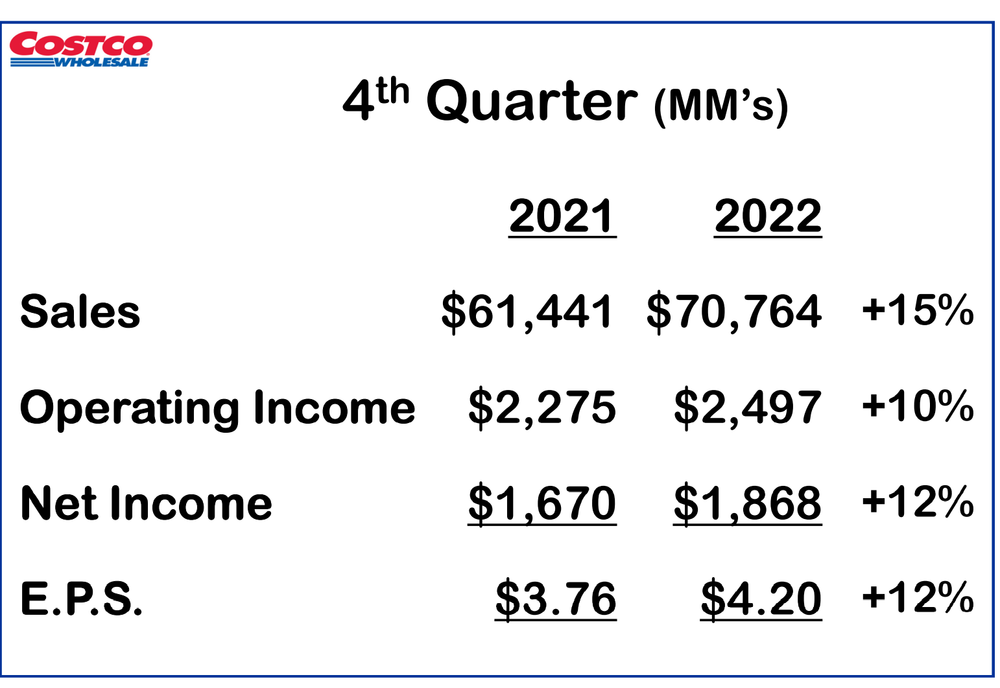 COSTCO
WHOLESALE
4th Quarter (MM’s)
2021 2022
Sales $61,441 $70,764 +15%
Operating Income $2,275 $2,497 +10%
Net Income $1,670 $1,868 +12%
E.P.S. $3.76 $4.20 +12%